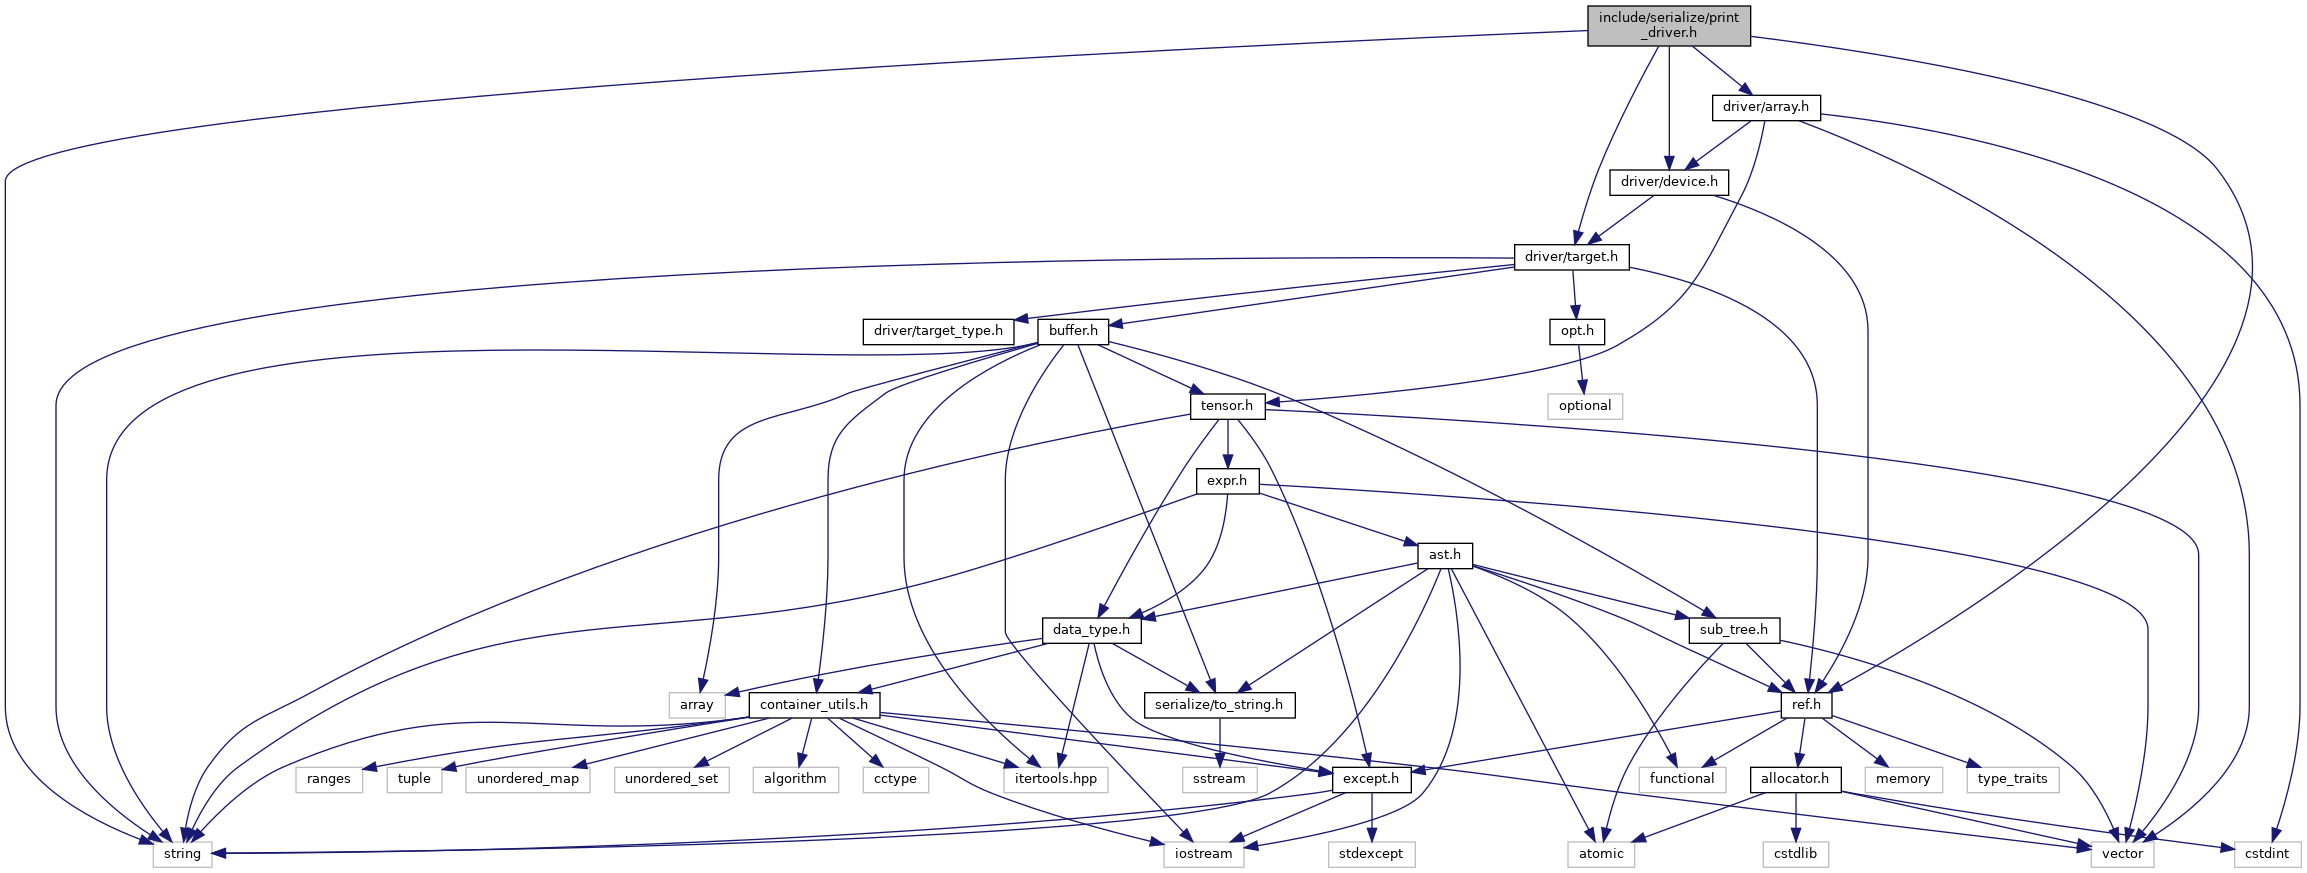 include/serialize/print
_driver.h
driver/array.h
driver/device.h
driver/target.h
driver/target_type.h
buffer.h
opt.h
tensor.h
optional
expr.h
ast.h
data_type.h
sub_tree.h
array
container_utils.h
serialize/to_string.h
ref.h
ranges
tuple
unordered_map
unordered_set
algorithm
cctype
itertools.hpp
sstream
except.h
functional
allocator.h
memory
type_traits
string
iostream
stdexcept
atomic
cstdlib
vector
cstdint